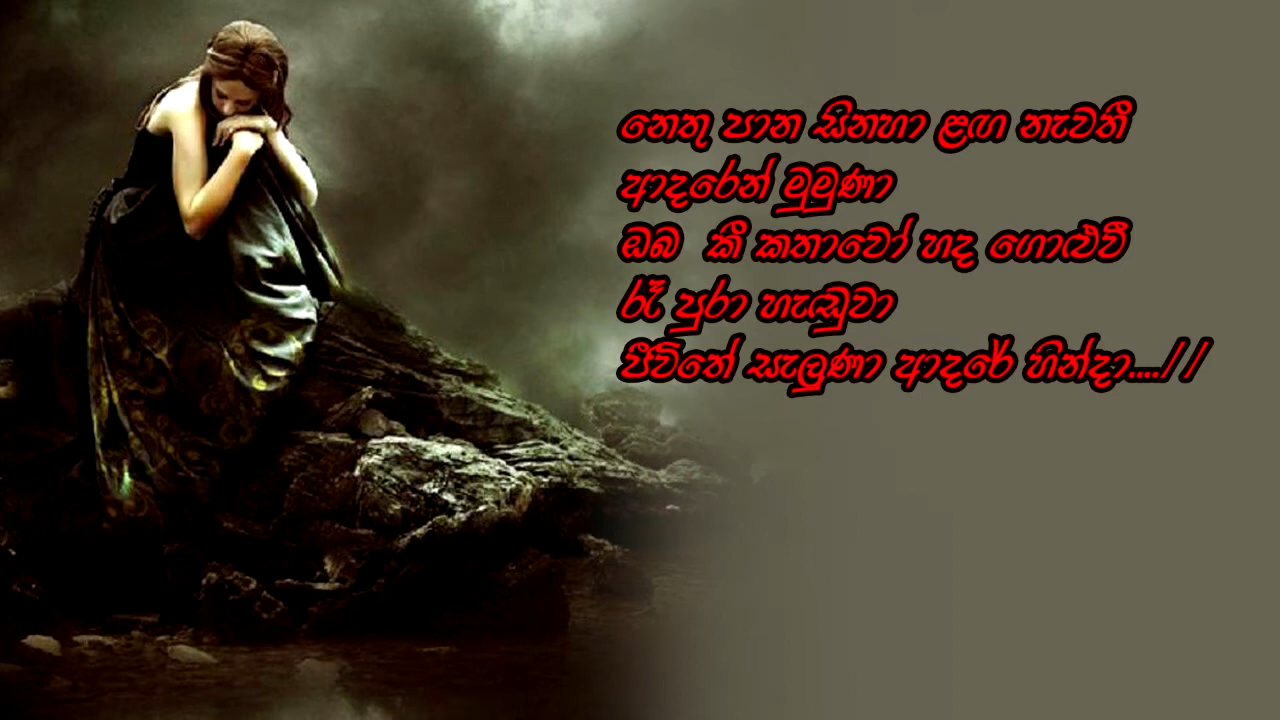 නෙතු පාන සිනහා ළඟ නැවතී
ආදරෙන් මුමුණා
ඔබ කී කතාවෝ හද ගොළුවී
රෑ පුරා හැඬුවා
ජීවිතේ සැලුණා ආදරේ හින්දා....//